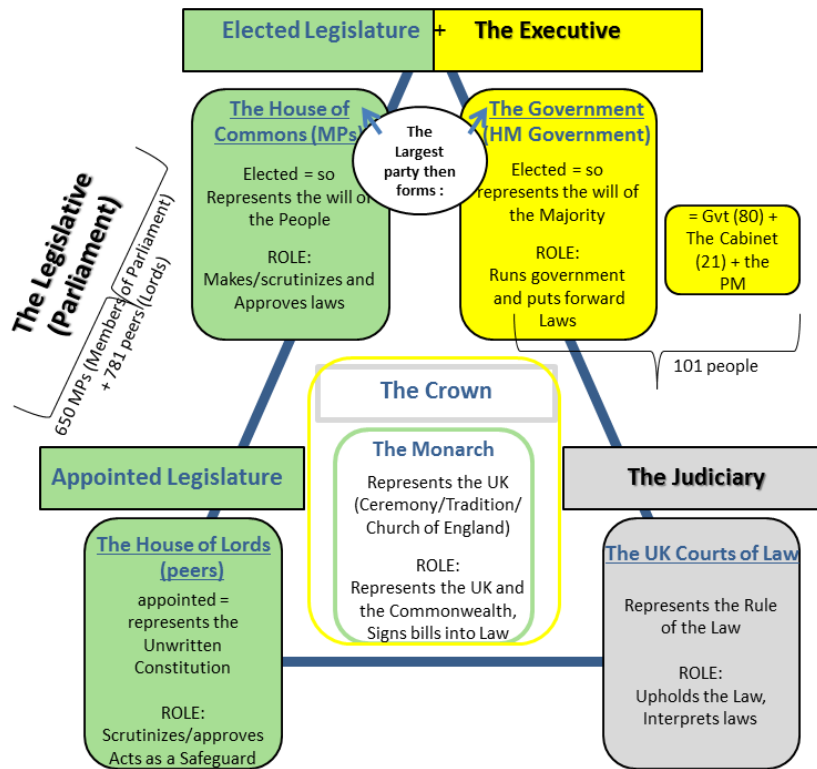 Elected Legislature + The Executive
The House of
Commons (MPs)
Elected = so
Represents the will of
the People
ROLE:
Makes/scrutinizes and
Approves laws
The
Largest
party then
forms :
The Government
(HM Government)
Elected = so
represents the will of
the Majority
ROLE:
Runs government
and puts forward
Laws
= Gvt (80) +
The Cabinet
(21) + the
PM
101 people
The Legislative
(Parliament)
650 MPs (Members of Parliament)
+ 781 peers (Lords)
The Crown
The Monarch
Represents the UK
(Ceremony/Tradition/
Church of England)
ROLE:
Represents the UK and
the Commonwealth,
Signs bills into Law
Appointed Legislature
The House of Lords
(peers)
appointed =
represents the
Unwritten
Constitution
ROLE:
Scrutinizes/approves
Acts as a Safeguard
The Judiciary
The UK Courts of Law
Represents the Rule
of the Law
ROLE:
Upholds the Law,
Interprets laws